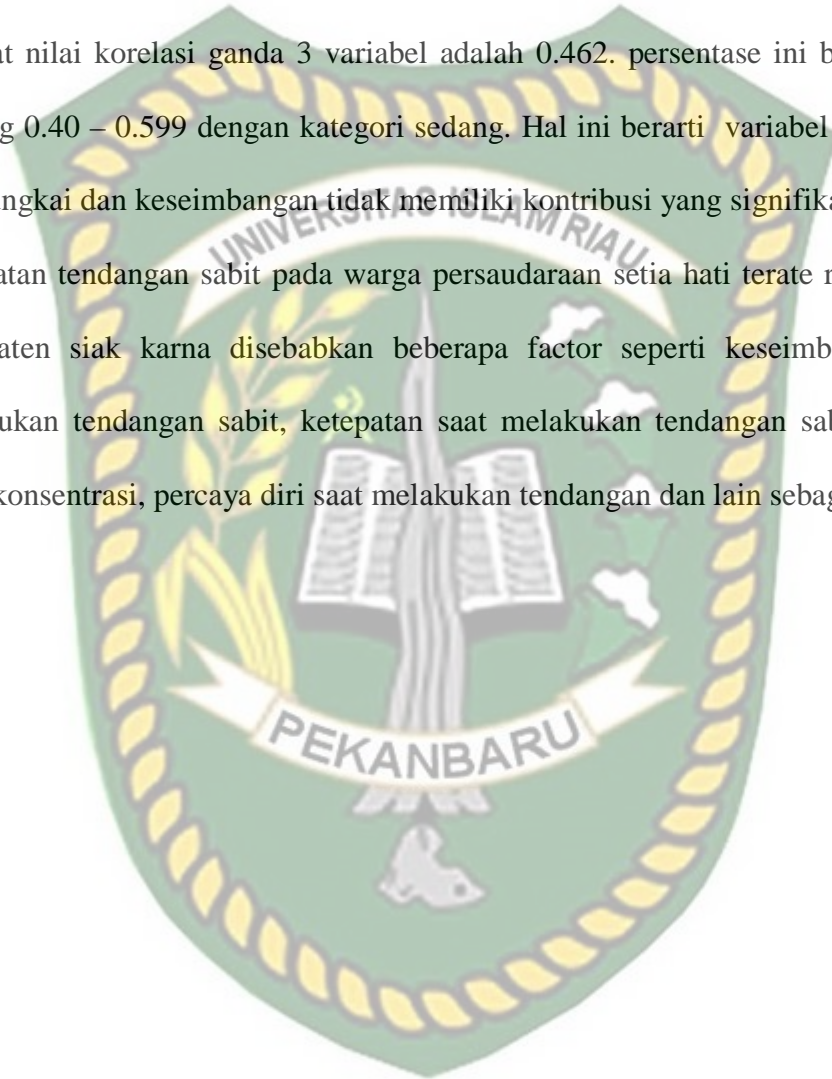 at nilai korelasi ganda 3 variabel adalah 0.462. persentase ini b
g 0.40 – 0.599 dengan kategori sedang. Hal ini berarti variabel
ngkai dan keseimbangan tidak memiliki kontribusi yang signifika
atan tendangan sabit pada warga persaudaraan setia hati terate r
aten siak karna disebabkan beberapa factor seperti keseimb
ukan tendangan sabit, ketepatan saat melakukan tendangan sab
konsentrasi, percaya diri saat melakukan tendangan dan lain sebag
UNIVERSITAS ISLAM RIAU
PEKANBARU